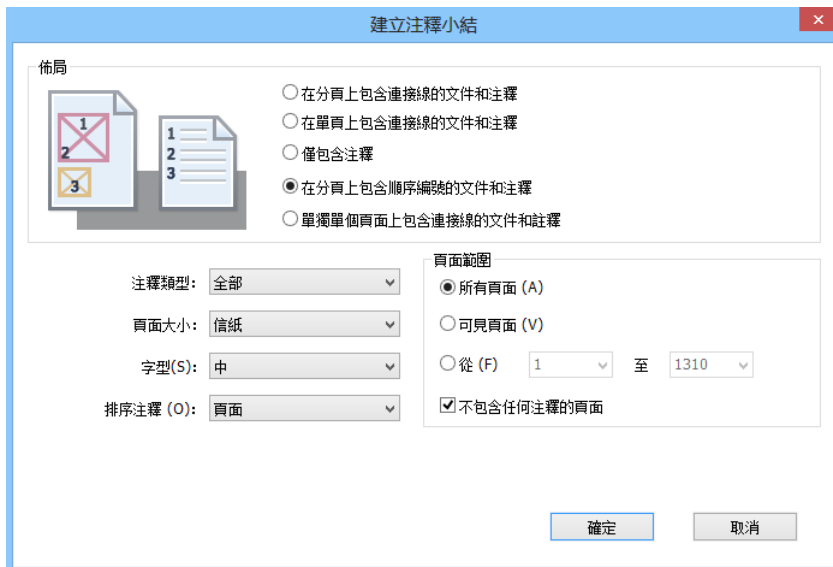 建立注釋小結
佈局
1
2
3
1
2
3
在分頁上包含連接線的文件和注釋
在單頁上包含連接線的文件和注釋
僅包含注釋
在分頁上包含順序編號的文件和注釋
單獨單個頁面上包含連接線的文件和註釋
注釋類型: 全部
頁面大小: 信紙
字型(S): 中
排序注釋 (O): 頁面
頁面範圍
所有頁面 (A)
可見頁面 (V)
從 (F) 1 至 1310
不包含任何注釋的頁面
確定 取消